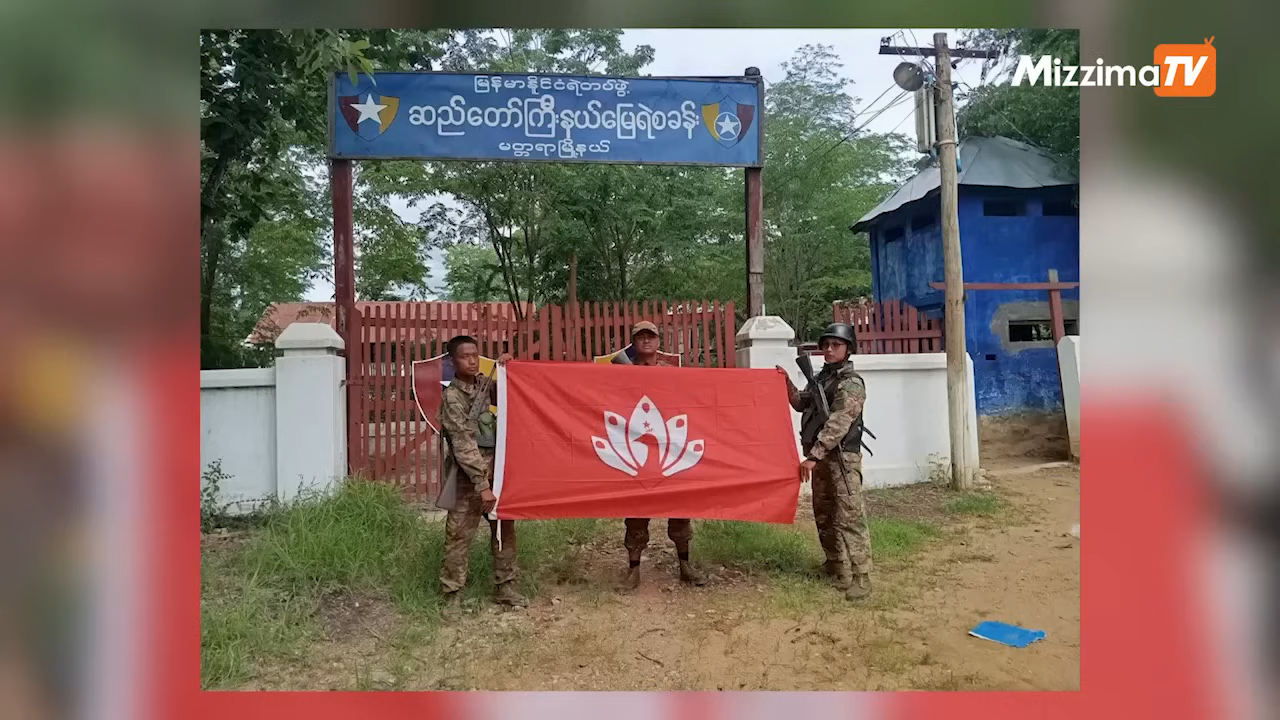 မြန်မာနိုင်ငံရဲတပ်ဖွဲ့
ဆည်တော်ကြီးနယ်မြေရဲစခန်း
မတ္တရာမြို့နယ်
MizzimaTV